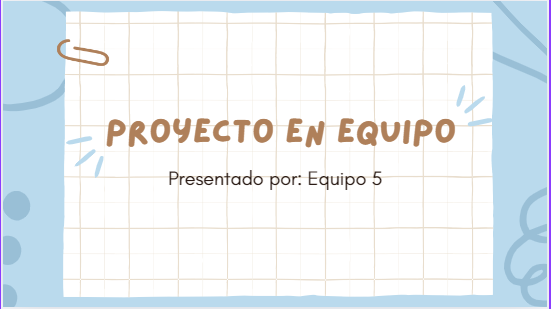 PROYECTO EN EQUIPO
Presentado por: Equipo 5